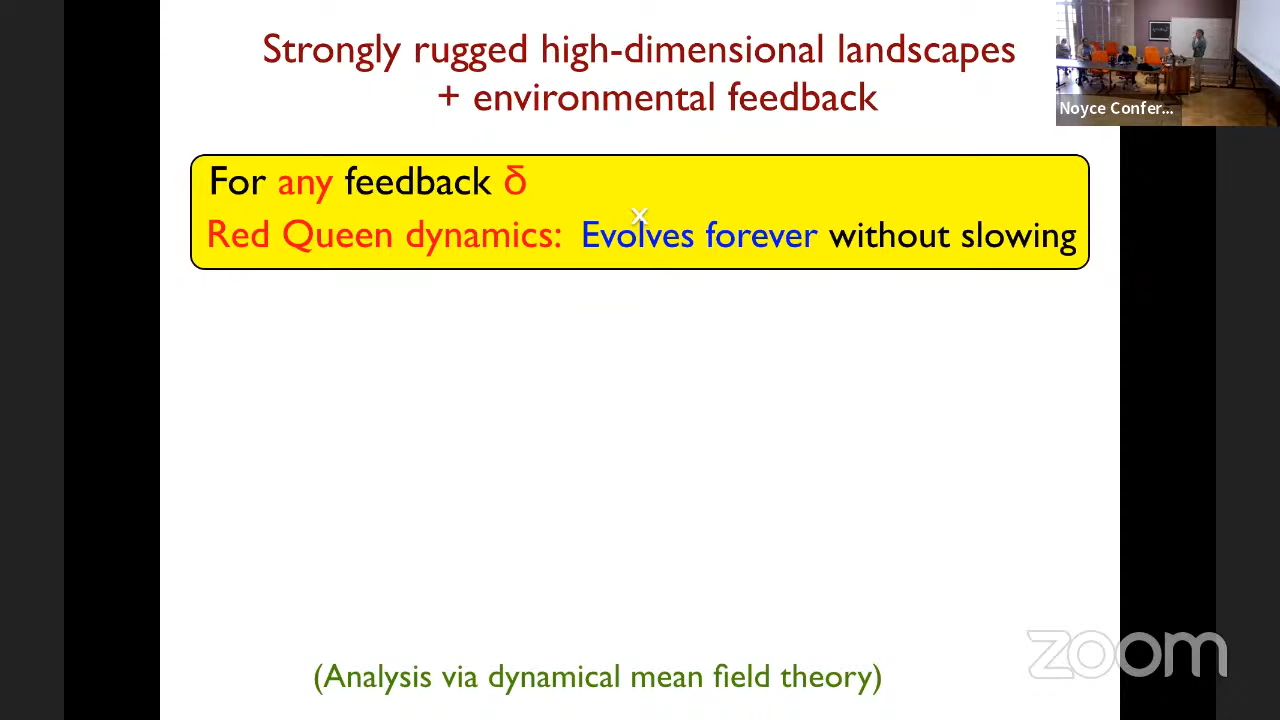 Strongly rugged high-dimensional landscapes
+ environmental feedback
Noyce Confer...
For any feedback δ
Red Queen dynamics: Evolves forever without slowing
(Analysis via dynamical mean field theory)
zoom